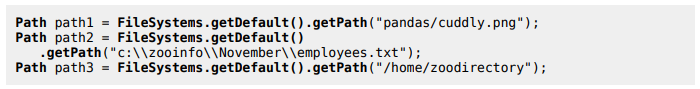 Path path1 = FileSystems.getDefault().getPath("pandas/cuddly.png");
Path path2 = FileSystems.getDefault()
   .getPath("c:\\zooinfo\\November\\employees.txt");
Path path3 = FileSystems.getDefault().getPath("/home/zoodirectory");